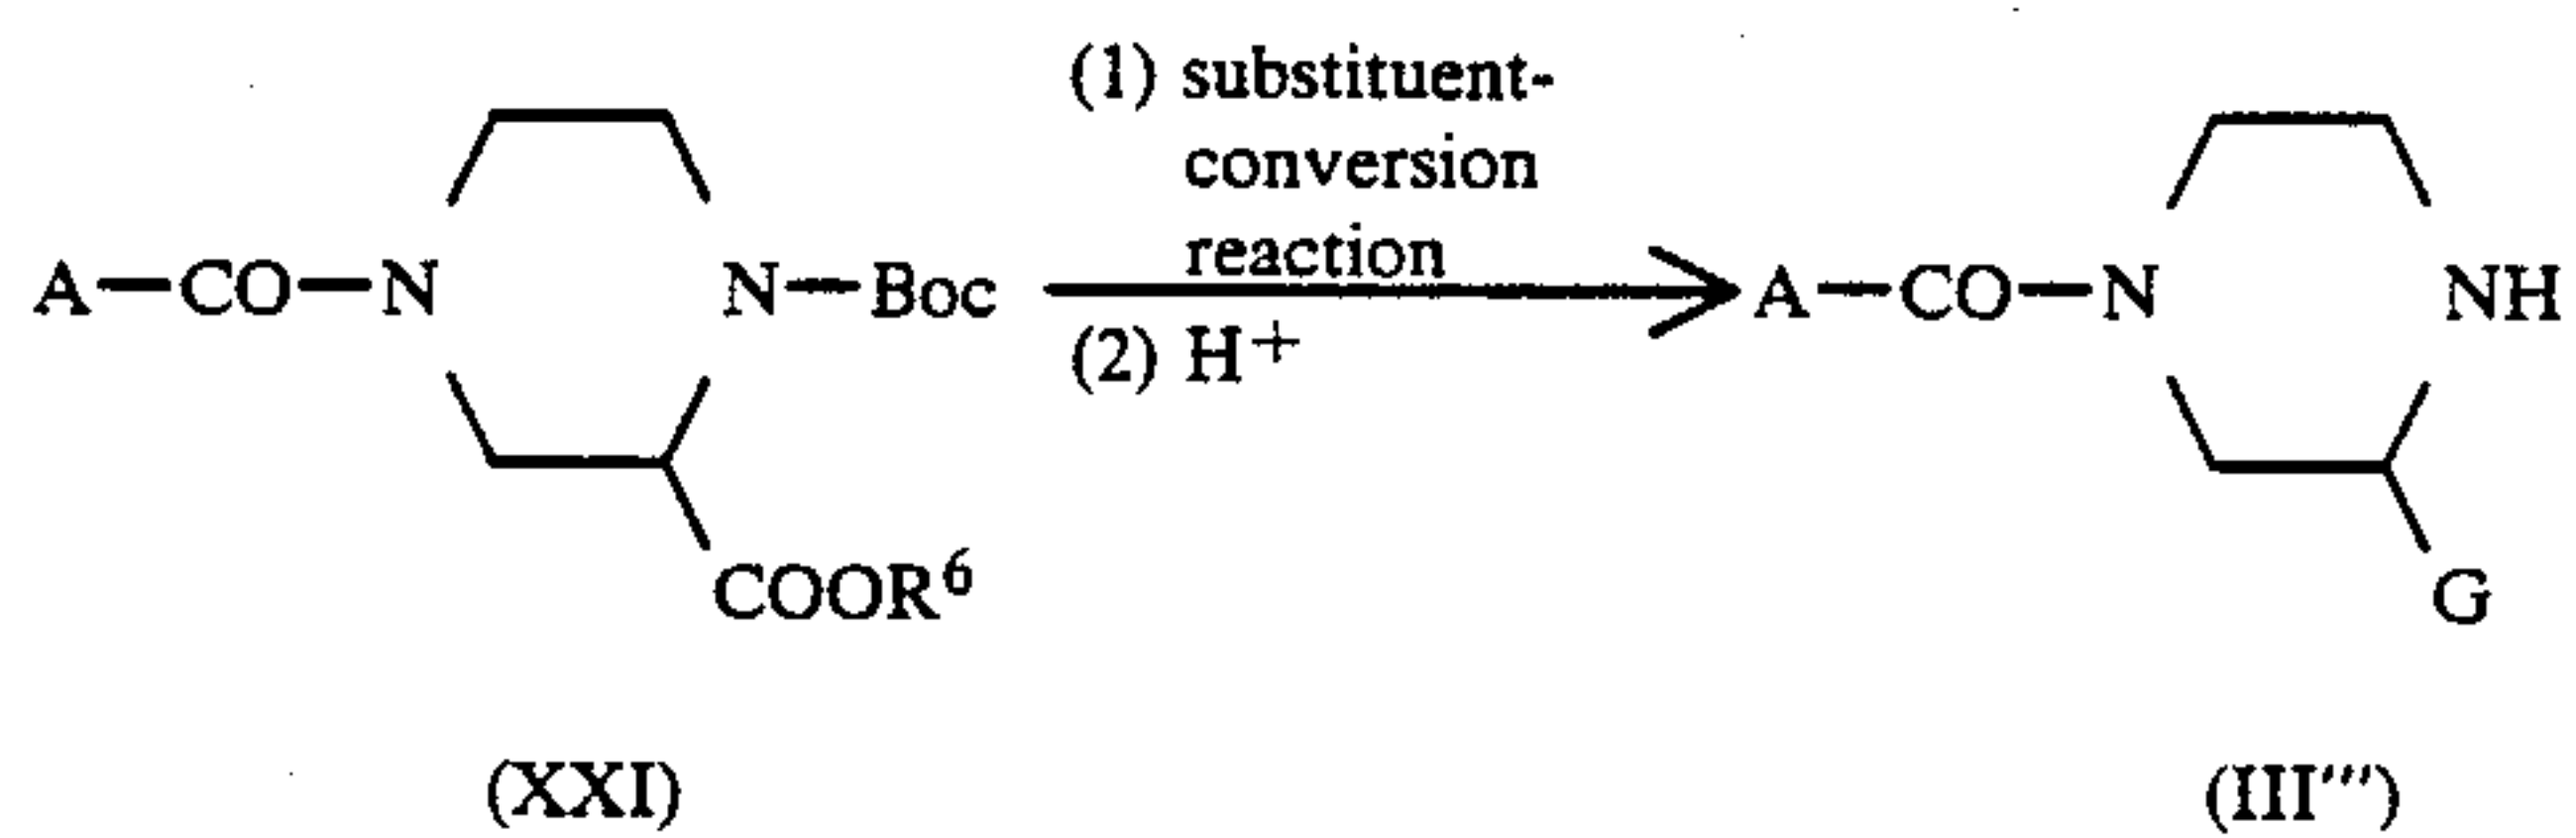 (1) substituent-
conversion
reaction
(2) H+
A—CO—N N—Boc
A—CO—N NH
COOR⁶
G
(XXI)
(III''')